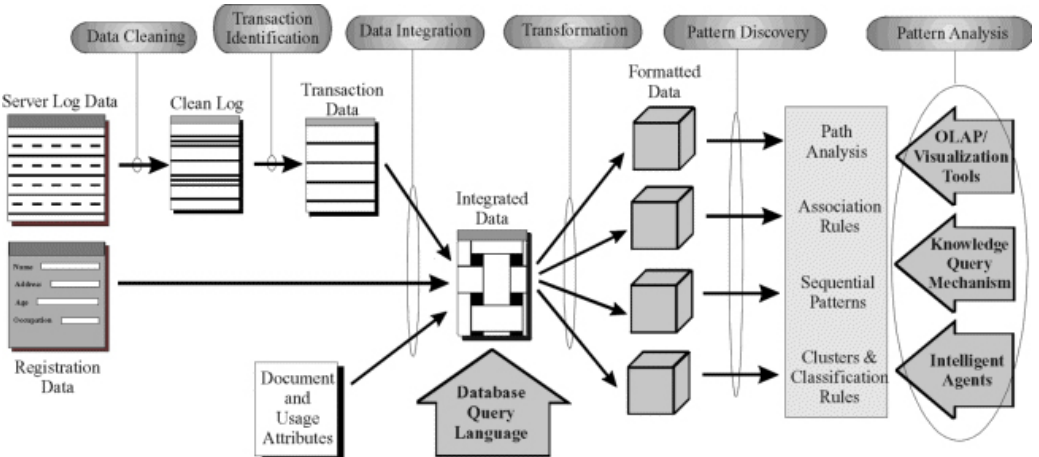 Data Cleaning
Transaction
Identification
Data Integration
Transformation
Pattern Discovery
Pattern Analysis
Server Log Data
Clean Log
Transaction
Data
Formatted
Data
Path
Analysis
OLAP/
Visualization
Tools
Integrated
Data
Association
Rules
Knowledge
Query
Mechanism
Name
Address
Age
Occupation
Sequential
Patterns
Registration
Data
Document
and
Usage
Attributes
Database
Query
Language
Clusters &
Classification
Rules
Intelligent
Agents